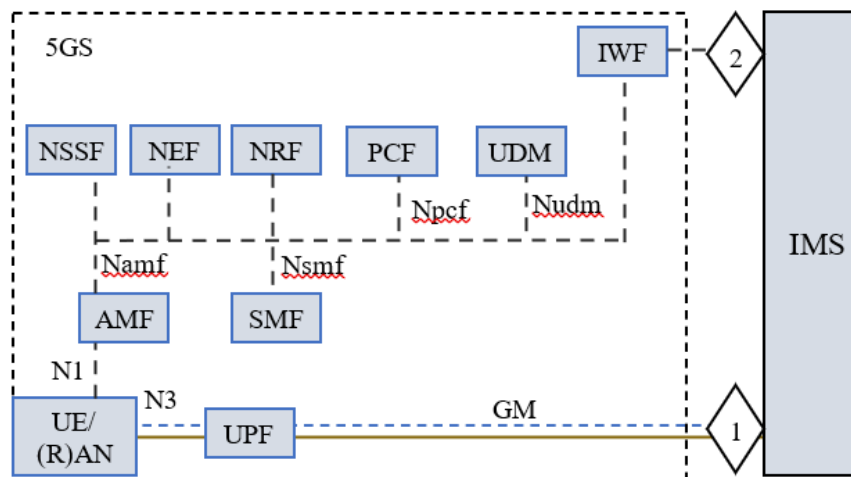 5GS
IWF
2
NSSF
NEF
NRF
PCF
UDM
Npcf
Nudm
Namf
Nsmf
IMS
AMF
SMF
N1
N3
GM
UE/
(R)AN
UPF
1